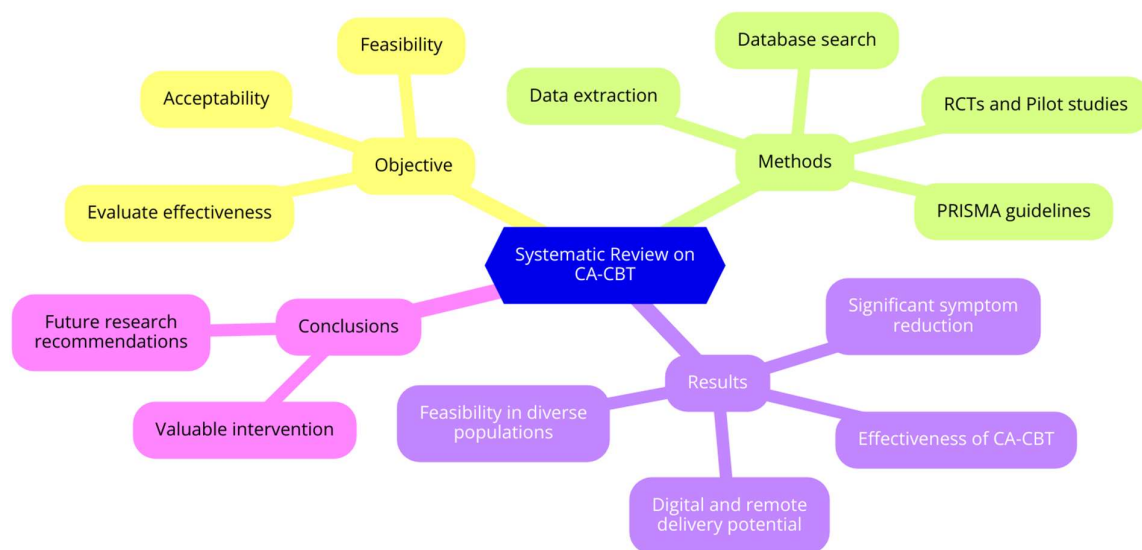 Systematic Review on
CA-CBT
Objective
Feasibility
Acceptability
Evaluate effectiveness
Methods
Database search
Data extraction
RCTs and Pilot studies
PRISMA guidelines
Conclusions
Future research
recommendations
Valuable intervention
Results
Significant symptom
reduction
Feasibility in diverse
populations
Effectiveness of CA-CBT
Digital and remote
delivery potential